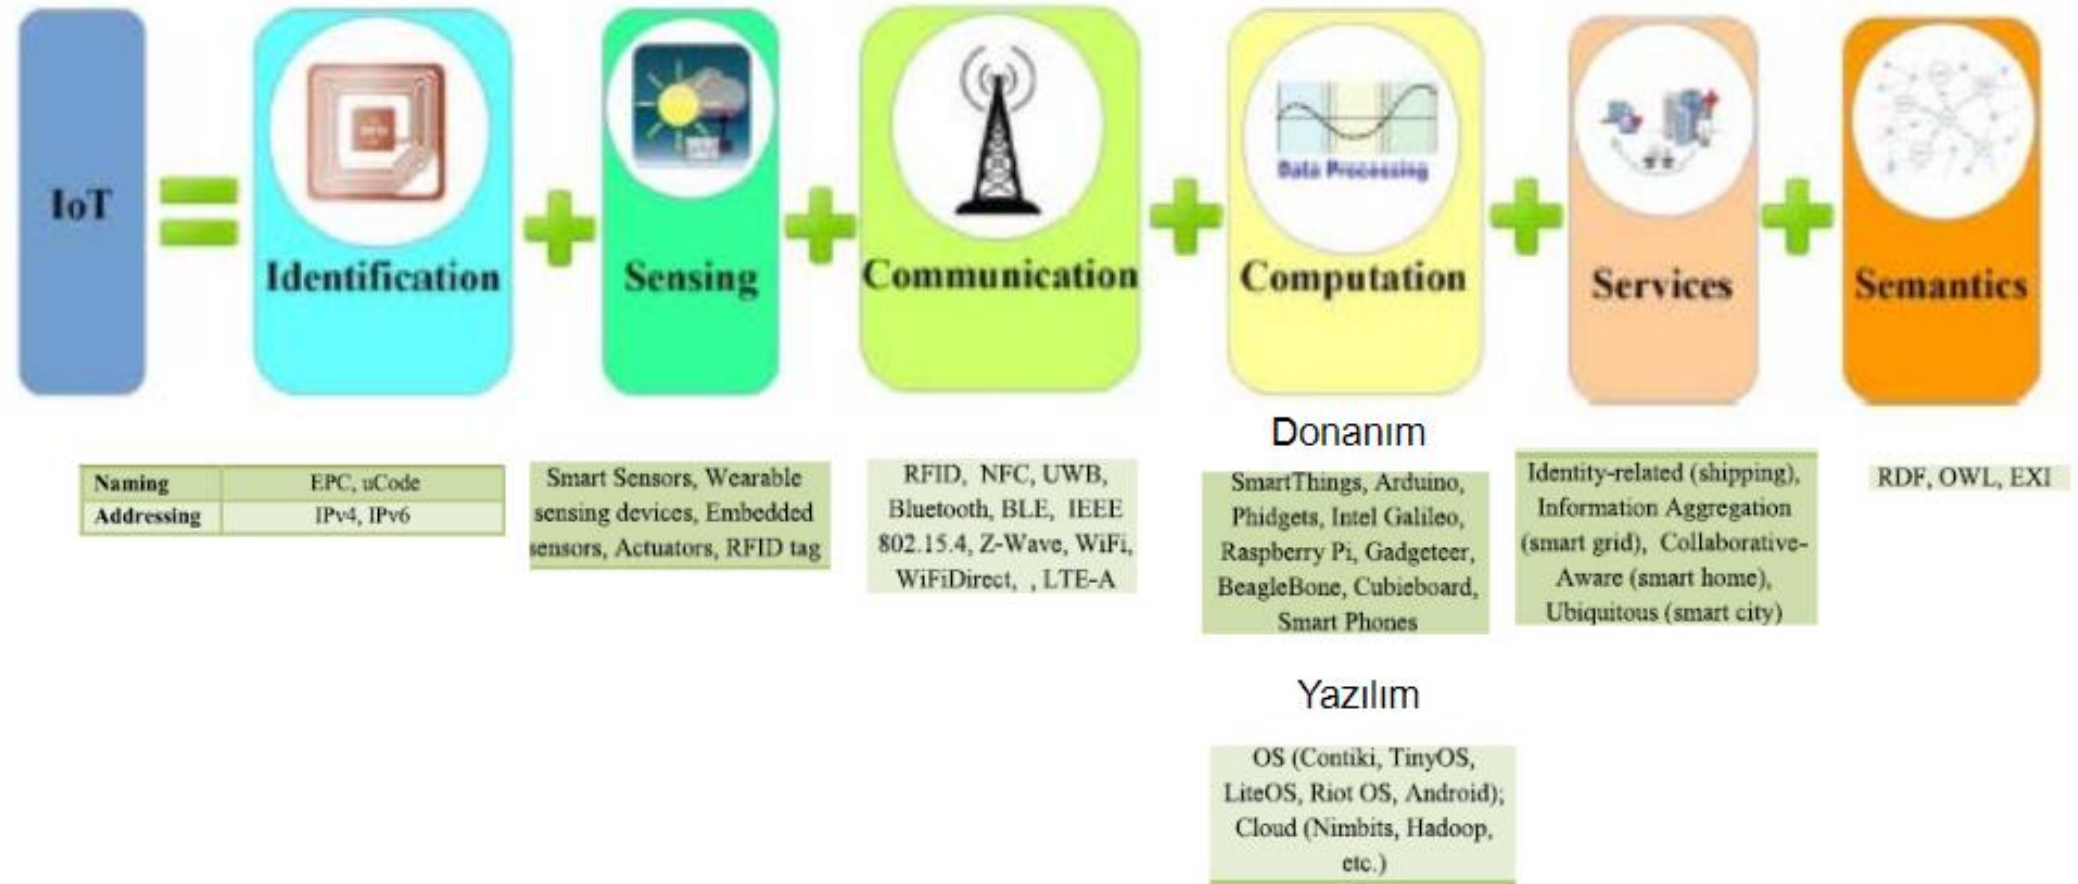 IoT
Identification
Sensing
Communication
Data Processing
Computation
Services
Semantics
Naming EPC, uCode
Addressing IPv4, IPv6
Smart Sensors, Wearable
sensing devices, Embedded
sensors, Actuators, RFID tag
RFID, NFC, UWB,
Bluetooth, BLE, IEEE
802.15.4, Z-Wave, WiFi,
WiFiDirect, , LTE-A
Donanım
SmartThings, Arduino,
Phidgets, Intel Galileo,
Raspberry Pi, Gadgeteer,
BeagleBone, Cubieboard,
Smart Phones
Yazılım
OS (Contiki, TinyOS,
LiteOS, Riot OS, Android);
Cloud (Nimbits, Hadoop,
etc.)
Identity-related (shipping),
Information Aggregation
(smart grid), Collaborative-
Aware (smart home),
Ubiquitous (smart city)
RDF, OWL, EXI